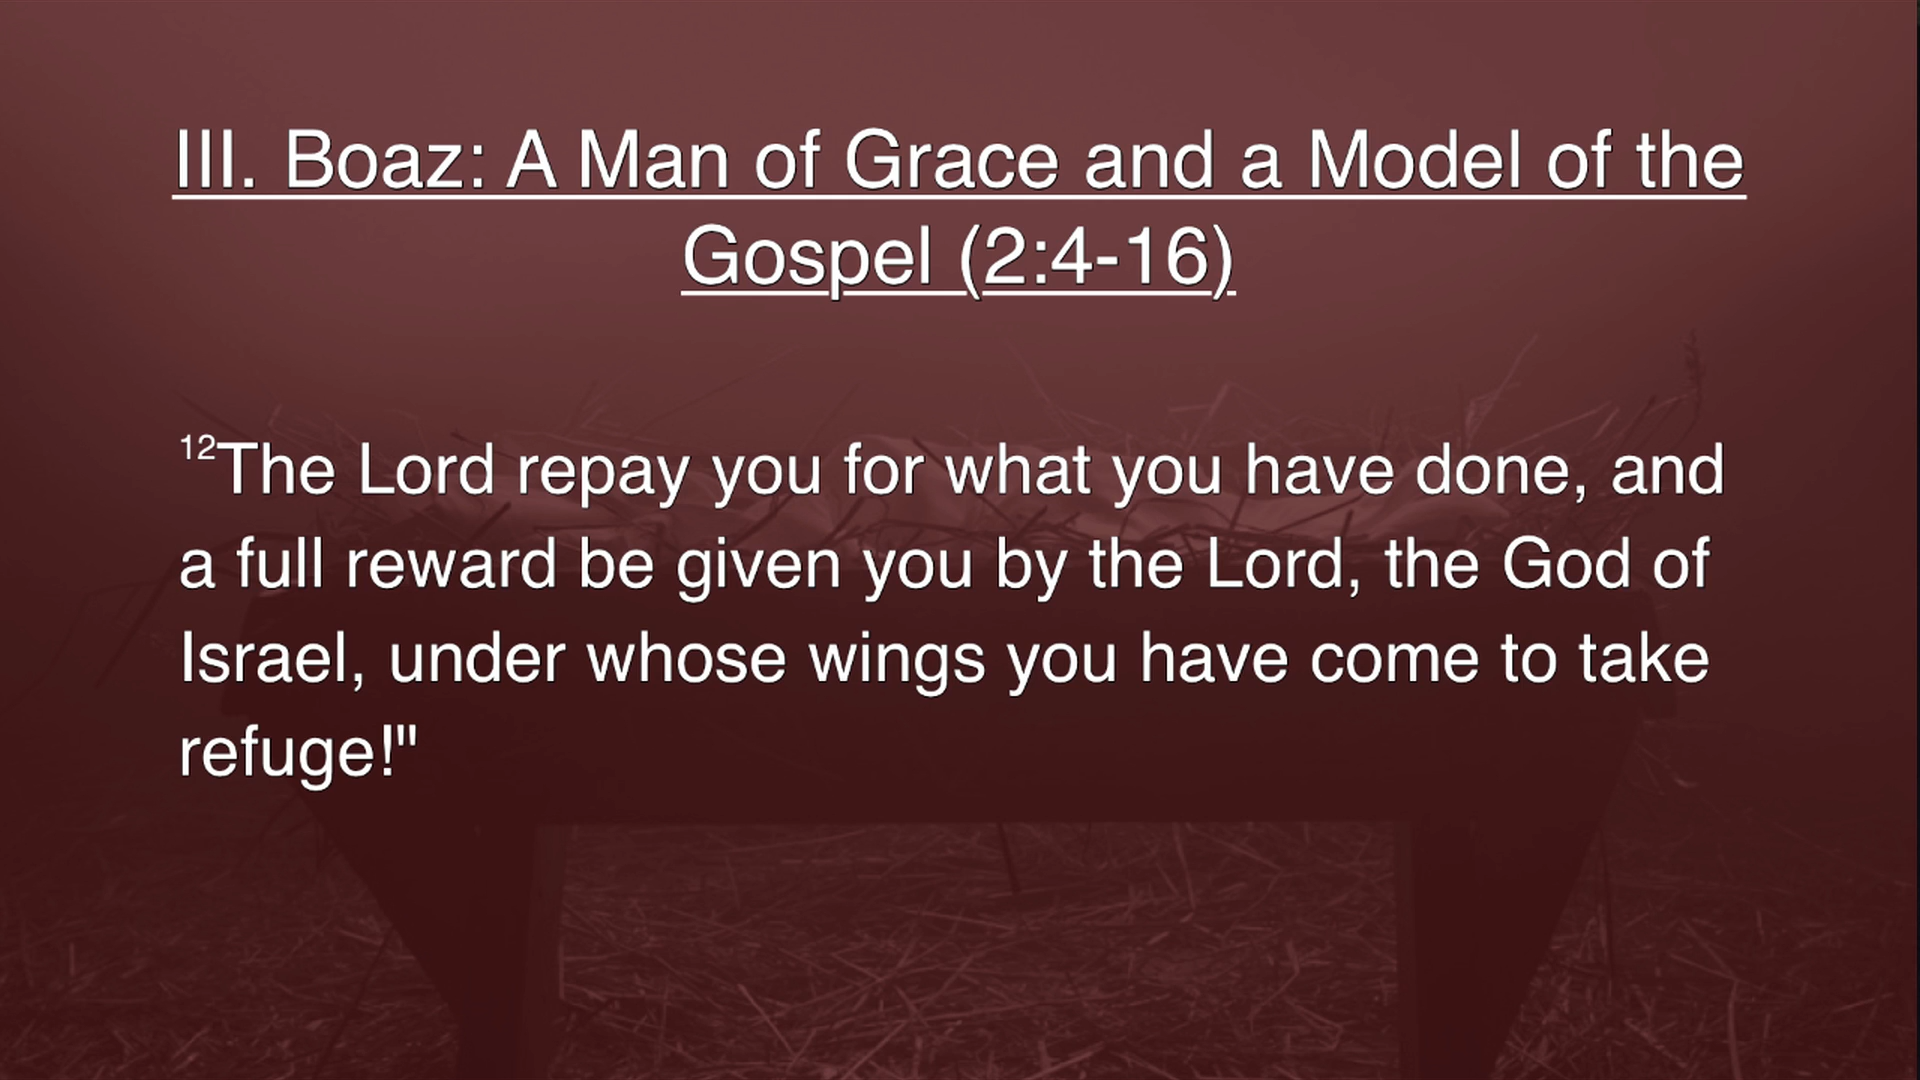 III. Boaz: A Man of Grace and a Model of the
Gospel (2:4-16)
12The Lord repay you for what you have done, and
a full reward be given you by the Lord, the God of
Israel, under whose wings you have come to take
refuge!"